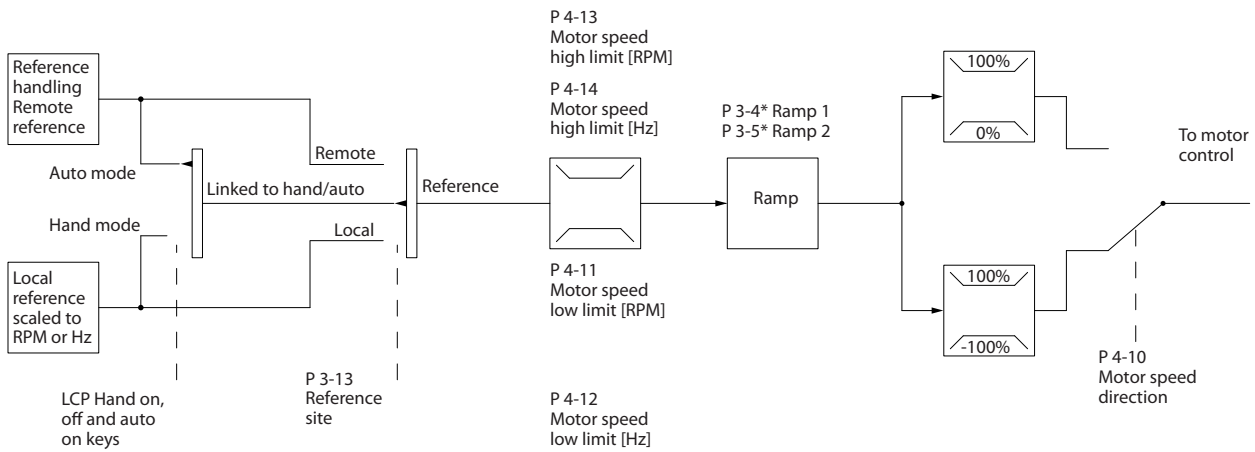 P 4-13
Motor speed
high limit [RPM]
P 4-14
Motor speed
high limit [Hz]
Reference
handling
Remote
reference
Auto mode
Hand mode
Local
reference
scaled to
RPM or Hz
LCP Hand on,
off and auto
on keys
Linked to hand/auto
Remote
Local
P 3-13
Reference
site
Reference
P 4-11
Motor speed
low limit [RPM]
P 4-12
Motor speed
low limit [Hz]
P 3-4* Ramp 1
P 3-5* Ramp 2
Ramp
100%
0%
100%
-100%
To motor
control
P 4-10
Motor speed
direction